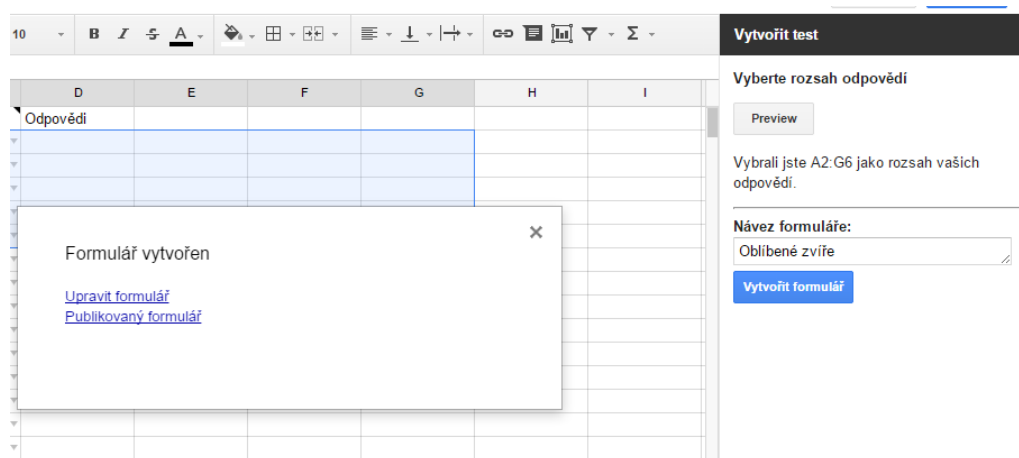 10
B I S A Σ
D E F G H I
Odpovědi
Formulář vytvořen
Upravit formulář
Publikovaný formulář
Vytvořit test
Vyberte rozsah odpovědí
Preview
Vybrali jste A2:G6 jako rozsah vašich
odpovědí.
Návez formuláře:
Oblíbené zvíře
Vytvořit formulář